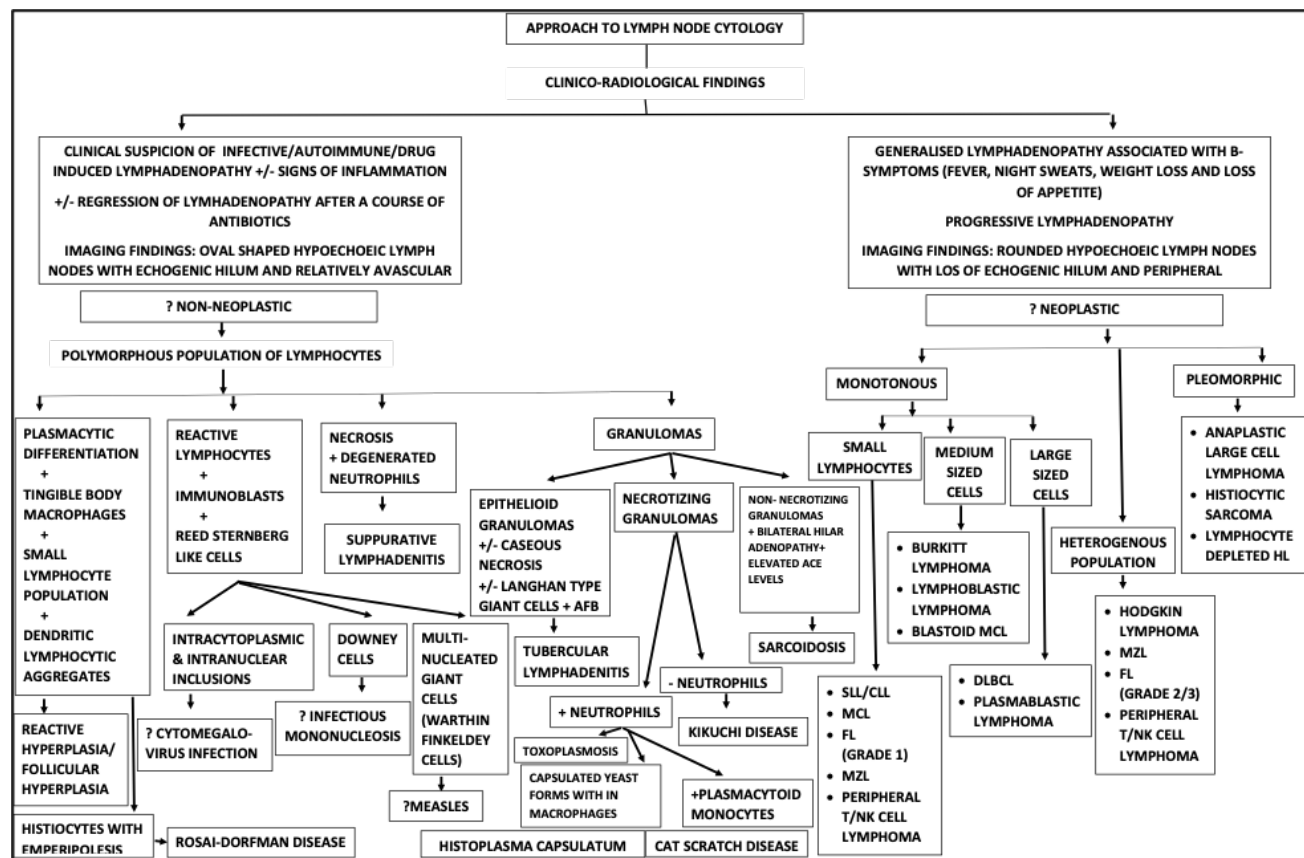 APPROACH TO LYMPH NODE CYTOLOGY
CLINICO-RADIOLOGICAL FINDINGS
CLINICAL SUSPICION OF INFECTIVE/AUTOIMMUNE/DRUG
INDUCED LYMPHADENOPATHY +/- SIGNS OF INFLAMMATION
+/- REGRESSION OF LYMHADENOPATHY AFTER A COURSE OF
ANTIBIOTICS
IMAGING FINDINGS: OVAL SHAPED HYPOECHOEIC LYMPH
NODES WITH ECHOGENIC HILUM AND RELATIVELY AVASCULAR
? NON-NEOPLASTIC
POLYMORPHOUS POPULATION OF LYMPHOCYTES
PLASMACYTIC
DIFFERENTIATION
+
TINGIBLE BODY
MACROPHAGES
+
SMALL
LYMPHOCYTE
POPULATION
+
DENDRITIC
LYMPHOCYTIC
AGGREGATES
REACTIVE
HYPERPLASIA/
FOLLICULAR
HYPERPLASIA
HISTIOCYTES WITH
EMPERIPOLESIS
ROSAI-DORFMAN DISEASE
REACTIVE
LYMPHOCYTES
+
IMMUNOBLASTS
+
REED STERNBERG
LIKE CELLS
INTRACYTOPLASMIC
& INTRANUCLEAR
INCLUSIONS
? CYTOMEGALO-
VIRUS INFECTION
DOWNEY
CELLS
? INFECTIOUS
MONONUCLEOSIS
MULTI-
NUCLEATED
GIANT
CELLS
(WARTHIN
FINKELDEY
CELLS)
?MEASLES
NECROSIS
+ DEGENERATED
NEUTROPHILS
SUPPURATIVE
LYMPHADENITIS
GRANULOMAS
EPITHELIOID
GRANULOMAS
+/- CASEOUS
NECROSIS
+/- LANGHAN TYPE
GIANT CELLS + AFB
TUBERCULAR
LYMPHADENITIS
NECROTIZING
GRANULOMAS
+ NEUTROPHILS
TOXOPLASMOSIS
CAPSULATED YEAST
FORMS WITH IN
MACROPHAGES
HISTOPLASMA CAPSULATUM
+PLASMACYTOID
MONOCYTES
CAT SCRATCH DISEASE
- NEUTROPHILS
KIKUCHI DISEASE
NON- NECROTIZING
GRANULOMAS
+ BILATERAL HILAR
ADENOPATHY+
ELEVATED ACE
LEVELS
SARCOIDOSIS
GENERALISED LYMPHADENOPATHY ASSOCIATED WITH B-
SYMPTOMS (FEVER, NIGHT SWEATS, WEIGHT LOSS AND LOSS
OF APPETITE)
PROGRESSIVE LYMPHADENOPATHY
IMAGING FINDINGS: ROUNDED HYPOECHOEIC LYMPH NODES
WITH LOS OF ECHOGENIC HILUM AND PERIPHERAL
? NEOPLASTIC
MONOTONOUS
SMALL
LYMPHOCYTES
• SLL/CLL
• MCL
• FL
(GRADE 1)
• MZL
• PERIPHERAL
T/NK CELL
LYMPHOMA
MEDIUM
SIZED
CELLS
• BURKITT
LYMPHOMA
• LYMPHOBLASTIC
LYMPHOMA
• BLASTOID MCL
LARGE
SIZED
CELLS
• DLBCL
• PLASMABLASTIC
LYMPHOMA
HETEROGENOUS
POPULATION
• HODGKIN
LYMPHOMA
• MZL
• FL
(GRADE 2/3)
• PERIPHERAL
T/NK CELL
LYMPHOMA
PLEOMORPHIC
• ANAPLASTIC
LARGE CELL
LYMPHOMA
• HISTIOCYTIC
SARCOMA
• LYMPHOCYTE
DEPLETED HL